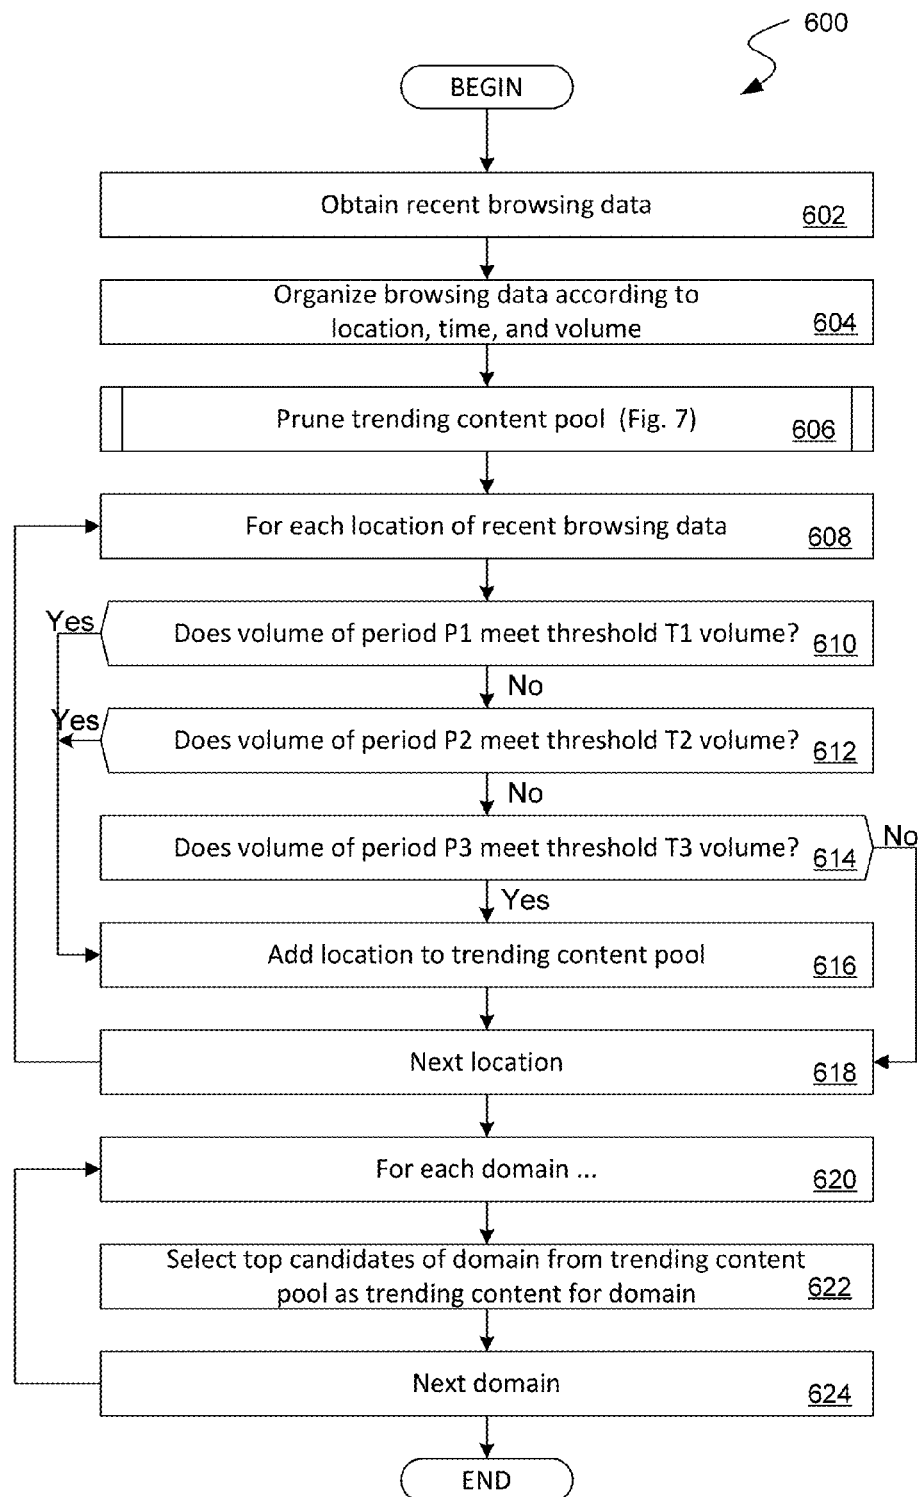 600
BEGIN
Obtain recent browsing data
602
Organize browsing data according to
location, time, and volume
604
Prune trending content pool (Fig. 7)
606
For each location of recent browsing data
608
Yes
Does volume of period P1 meet threshold T1 volume?
610
No
Yes
Does volume of period P2 meet threshold T2 volume?
612
No
Does volume of period P3 meet threshold T3 volume?
614
No
Yes
Add location to trending content pool
616
Next location
618
For each domain ...
620
Select top candidates of domain from trending content
pool as trending content for domain
622
Next domain
624
END